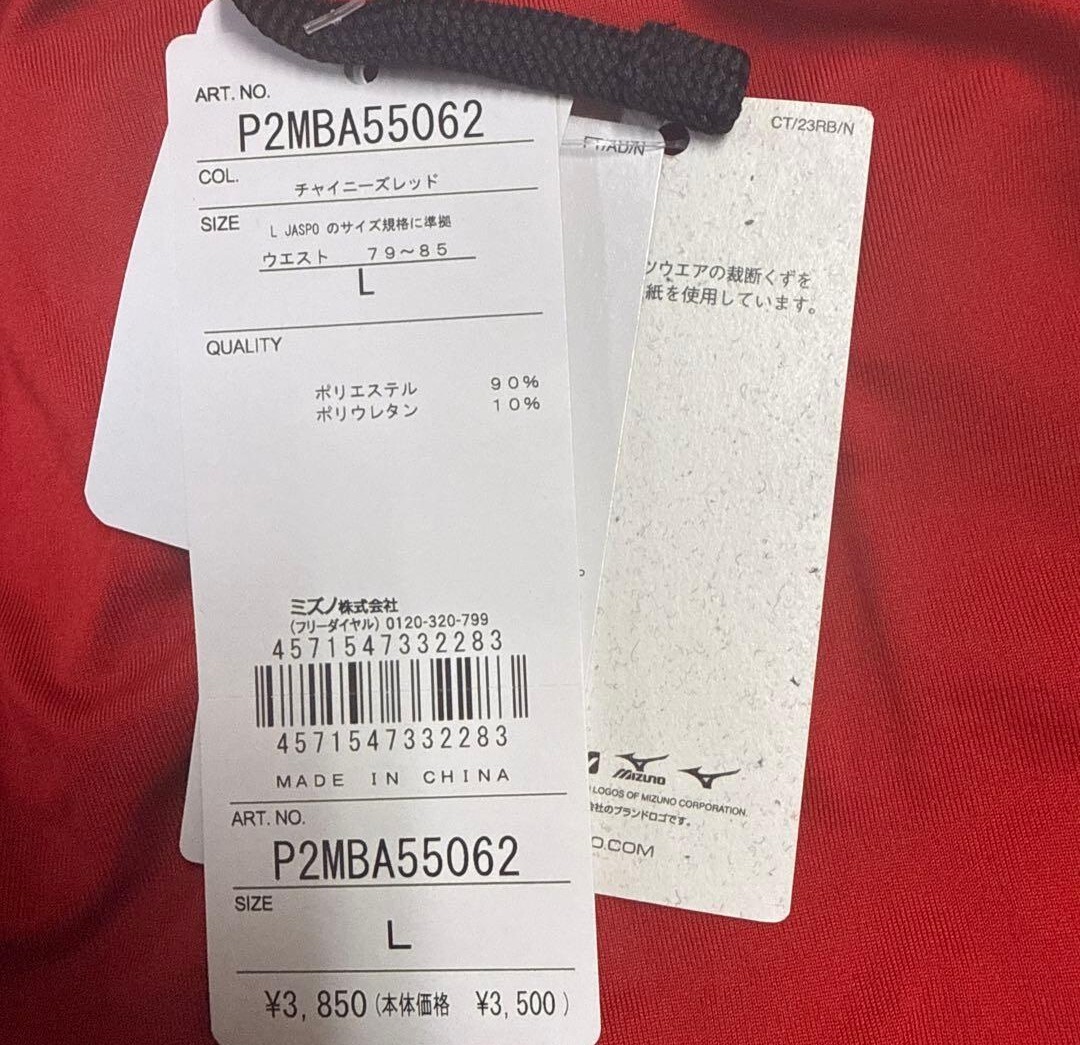 ART. NO.
P2MBA55062
COL.
チャイニーズレッド
SIZE
L JASPO のサイズ規格に準拠
ウエスト 79〜85
L
QUALITY
ポリエステル 90%
ポリウレタン 10%
ミズノ株式会社
(フリーダイヤル) 0120-320-799
4571547332283
4571547332283
MADE IN CHINA
ART. NO.
P2MBA55062
SIZE
L
¥3,850(本体価格 ¥3,500)
CT/23RB/N
ツウエアの裁断くずを
紙を使用しています。
MIZUNO
LOGOS OF MIZUNO CORPORATION.
社のブランドロゴです。
O.COM